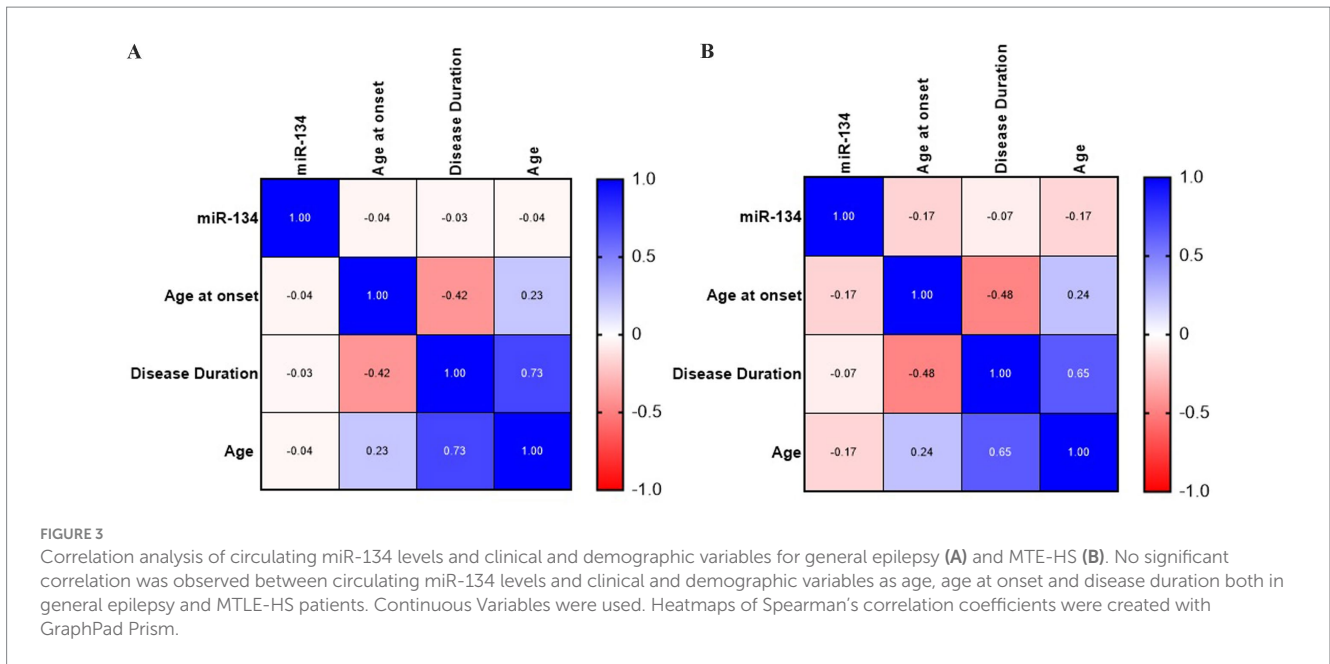 A
miR-134
Age at onset
Disease Duration
Age
miR-134 1.00 -0.04 -0.03 -0.04
Age at onset -0.04 1.00 -0.42 0.23
Disease Duration -0.03 -0.42 1.00 0.73
Age -0.04 0.23 0.73 1.00
1.0
0.5
0
-0.5
-1.0
B
miR-134
Age at onset
Disease Duration
Age
miR-134 1.00 -0.17 -0.07 -0.17
Age at onset -0.17 1.00 -0.48 0.24
Disease Duration -0.07 -0.48 1.00 0.65
Age -0.17 0.24 0.65 1.00
1.0
0.5
0
-0.5
-1.0
FIGURE 3
Correlation analysis of circulating miR-134 levels and clinical and demographic variables for general epilepsy (A) and MTE-HS (B). No significant
correlation was observed between circulating miR-134 levels and clinical and demographic variables as age, age at onset and disease duration both in
general epilepsy and MTLE-HS patients. Continuous Variables were used. Heatmaps of Spearman’s correlation coefficients were created with
GraphPad Prism.